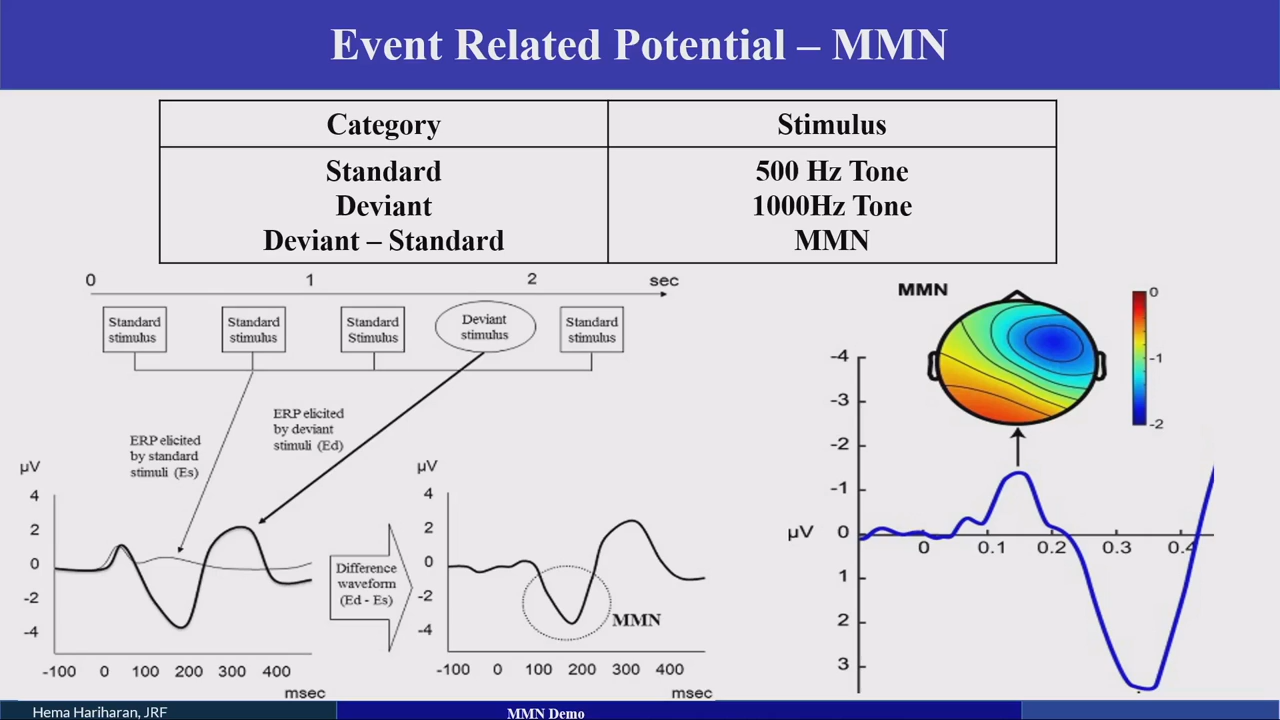 Event Related Potential – MMN
Category Stimulus
Standard 500 Hz Tone
Deviant 1000Hz Tone
Deviant – Standard MMN
0 1 2 sec
Standard stimulus
Standard stimulus
Standard Stimulus
Deviant stimulus
Standard stimulus
ERP elicited
by standard
stimuli (Es)
ERP elicited
by deviant
stimuli (Ed)
µV
4
2
0
-2
-4
-100 0 100 200 300 400
msec
Difference
waveform
(Ed - Es)
µV
4
2
0
-2
-4
MMN
-100 0 100 200 300 400
msec
MMN
0
-1
-2
-4
-3
-2
-1
µV 0
1
2
3
0 0.1 0.2 0.3 0.4
Hema Hariharan, JRF
MMN Demo